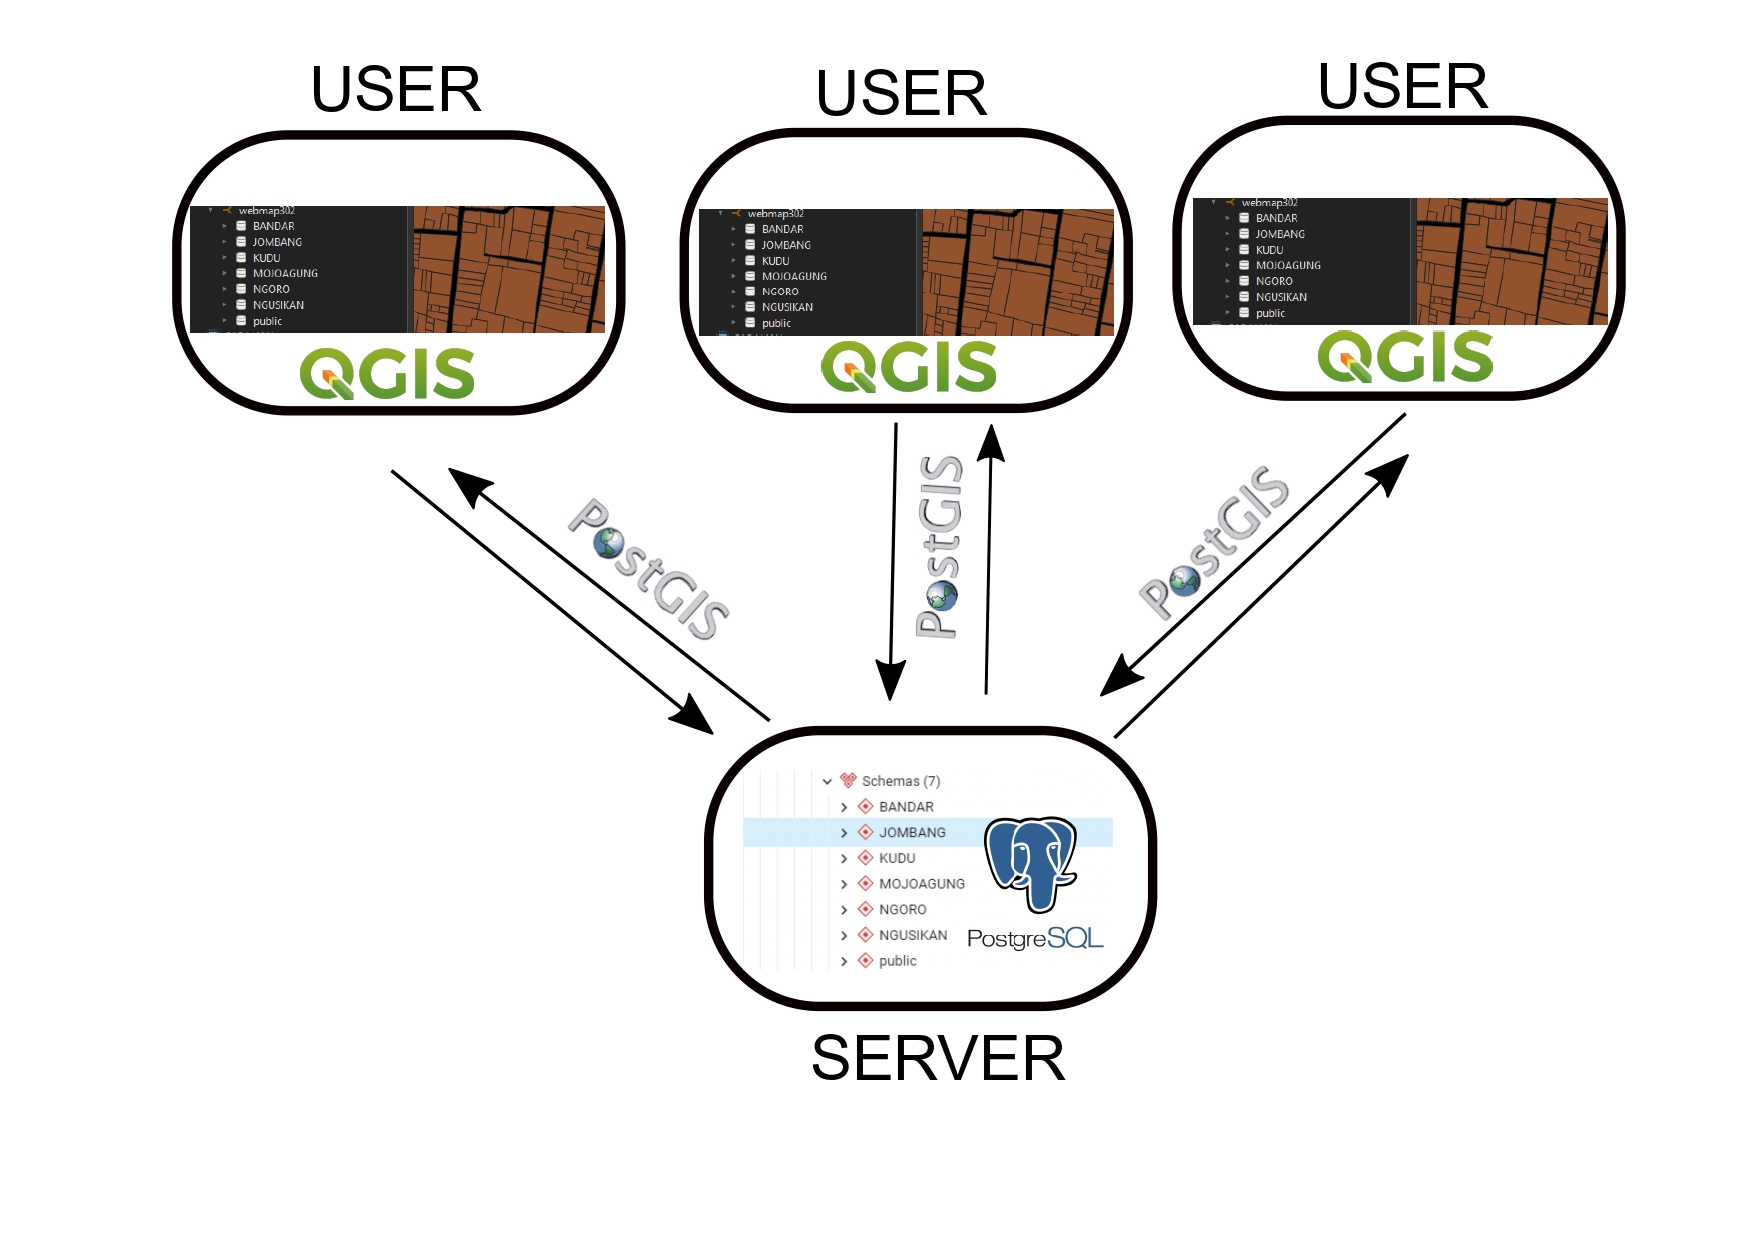 USER
USER
USER
webmap302
BANDAR
JOMBANG
KUDU
MOJOAGUNG
NGORO
NGUSIKAN
public
QGIS
webmap302
BANDAR
JOMBANG
KUDU
MOJOAGUNG
NGORO
NGUSIKAN
public
QGIS
webmap302
BANDAR
JOMBANG
KUDU
MOJOAGUNG
NGORO
NGUSIKAN
public
QGIS
PostGIS
PostGIS
PostGIS
Schemas (7)
BANDAR
JOMBANG
KUDU
MOJOAGUNG
NGORO
NGUSIKAN
public
PostgreSQL
SERVER